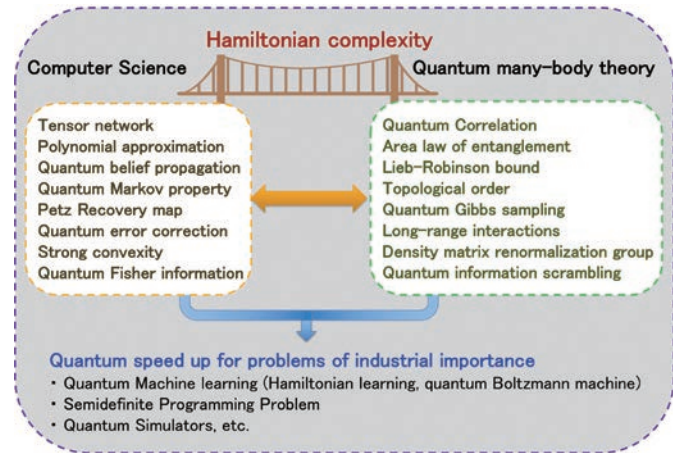 Hamiltonian complexity
Computer Science
Quantum many-body theory
Tensor network
Polynomial approximation
Quantum belief propagation
Quantum Markov property
Petz Recovery map
Quantum error correction
Strong convexity
Quantum Fisher information
Quantum Correlation
Area law of entanglement
Lieb-Robinson bound
Topological order
Quantum Gibbs sampling
Long-range interactions
Density matrix renormalization group
Quantum information scrambling
Quantum speed up for problems of industrial importance
・Quantum Machine learning (Hamiltonian learning, quantum Boltzmann machine)
・Semidefinite Programming Problem
・Quantum Simulators, etc.